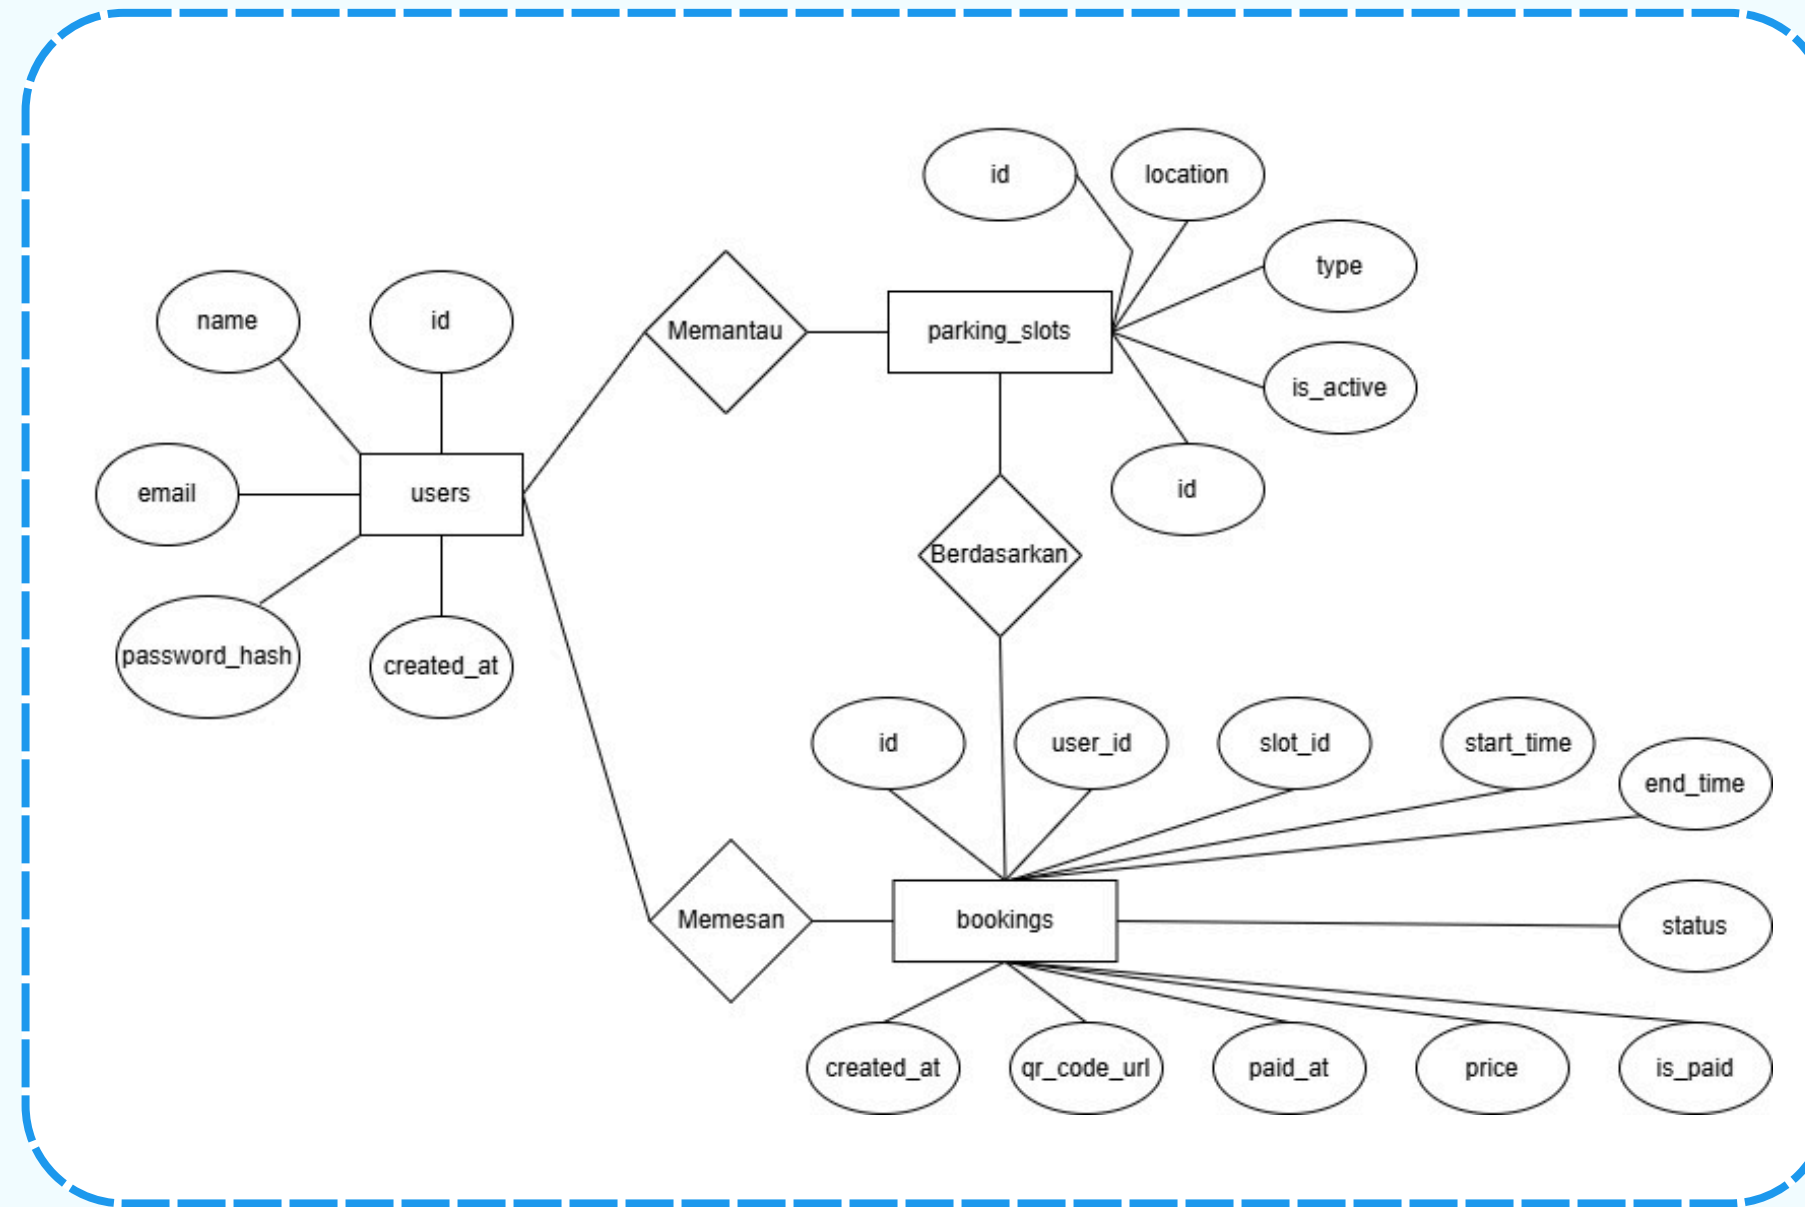 id
location
type
name
id
Memantau
parking_slots
is_active
email
users
id
Berdasarkan
password_hash
created_at
id
user_id
slot_id
start_time
end_time
Memesan
bookings
status
created_at
qr_code_url
paid_at
price
is_paid